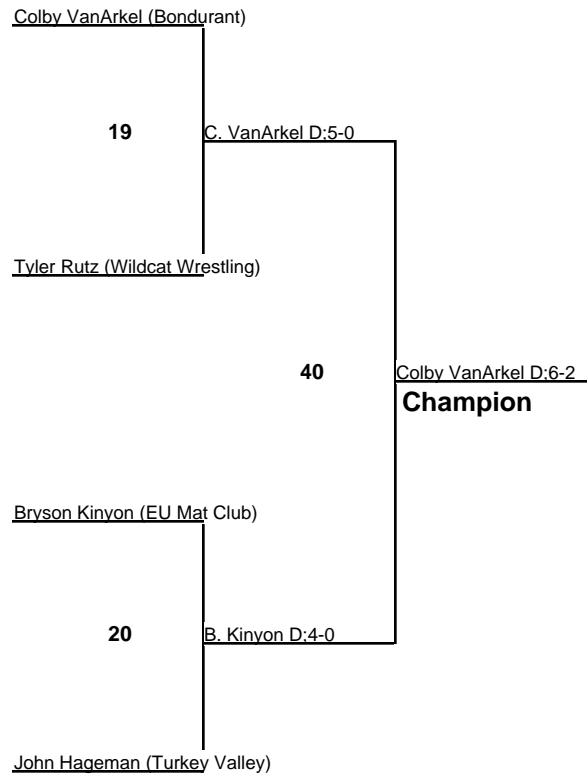 Colby VanArkel (Bondurant)
19
C. VanArkel D;5-0
Tyler Rutz (Wildcat Wrestling)
40
Colby VanArkel D;6-2
Champion
Bryson Kinyon (EU Mat Club)
20
B. Kinyon D;4-0
John Hageman (Turkey Valley)